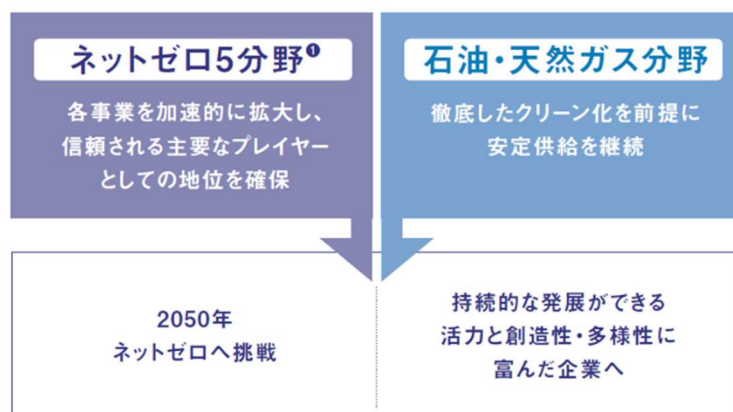 ネットゼロ5分野❶
各事業を加速的に拡大し、
信頼される主要なプレイヤー
としての地位を確保
石油・天然ガス分野
徹底したクリーン化を前提に
安定供給を継続
2050年
ネットゼロへ挑戦
持続的な発展ができる
活力と創造性・多様性に
富んだ企業へ